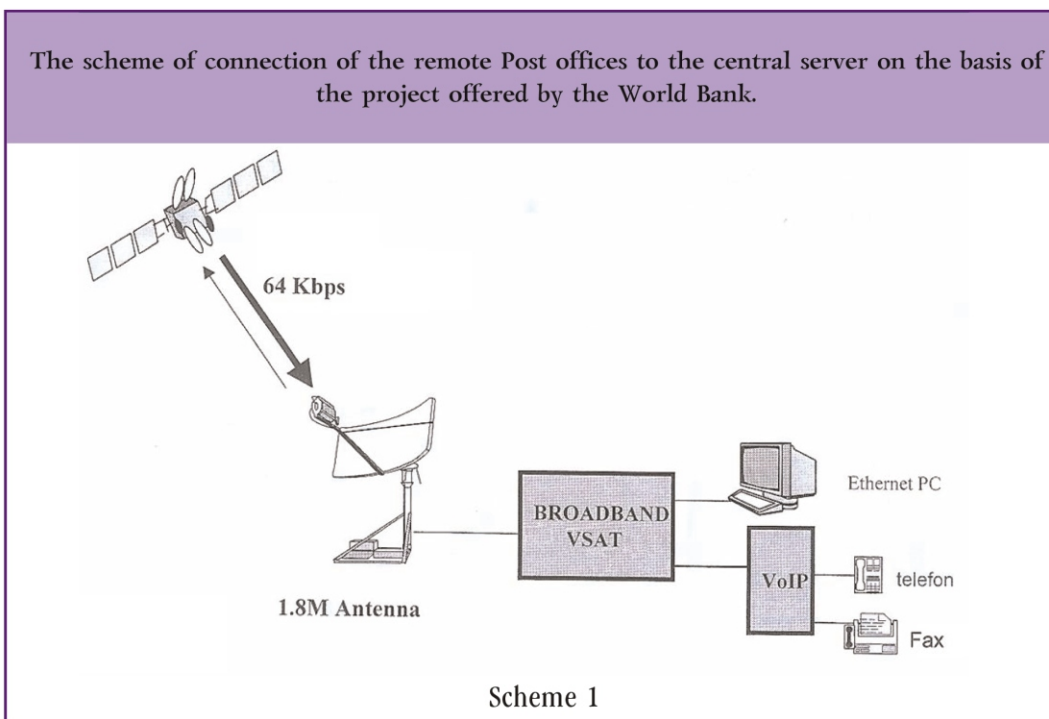 The scheme of connection of the remote Post offices to the central server on the basis of
the project offered by the World Bank.
64 Kbps
BROADBAND
VSAT
Ethernet PC
VoIP
telefon
Fax
1.8M Antenna
Scheme 1